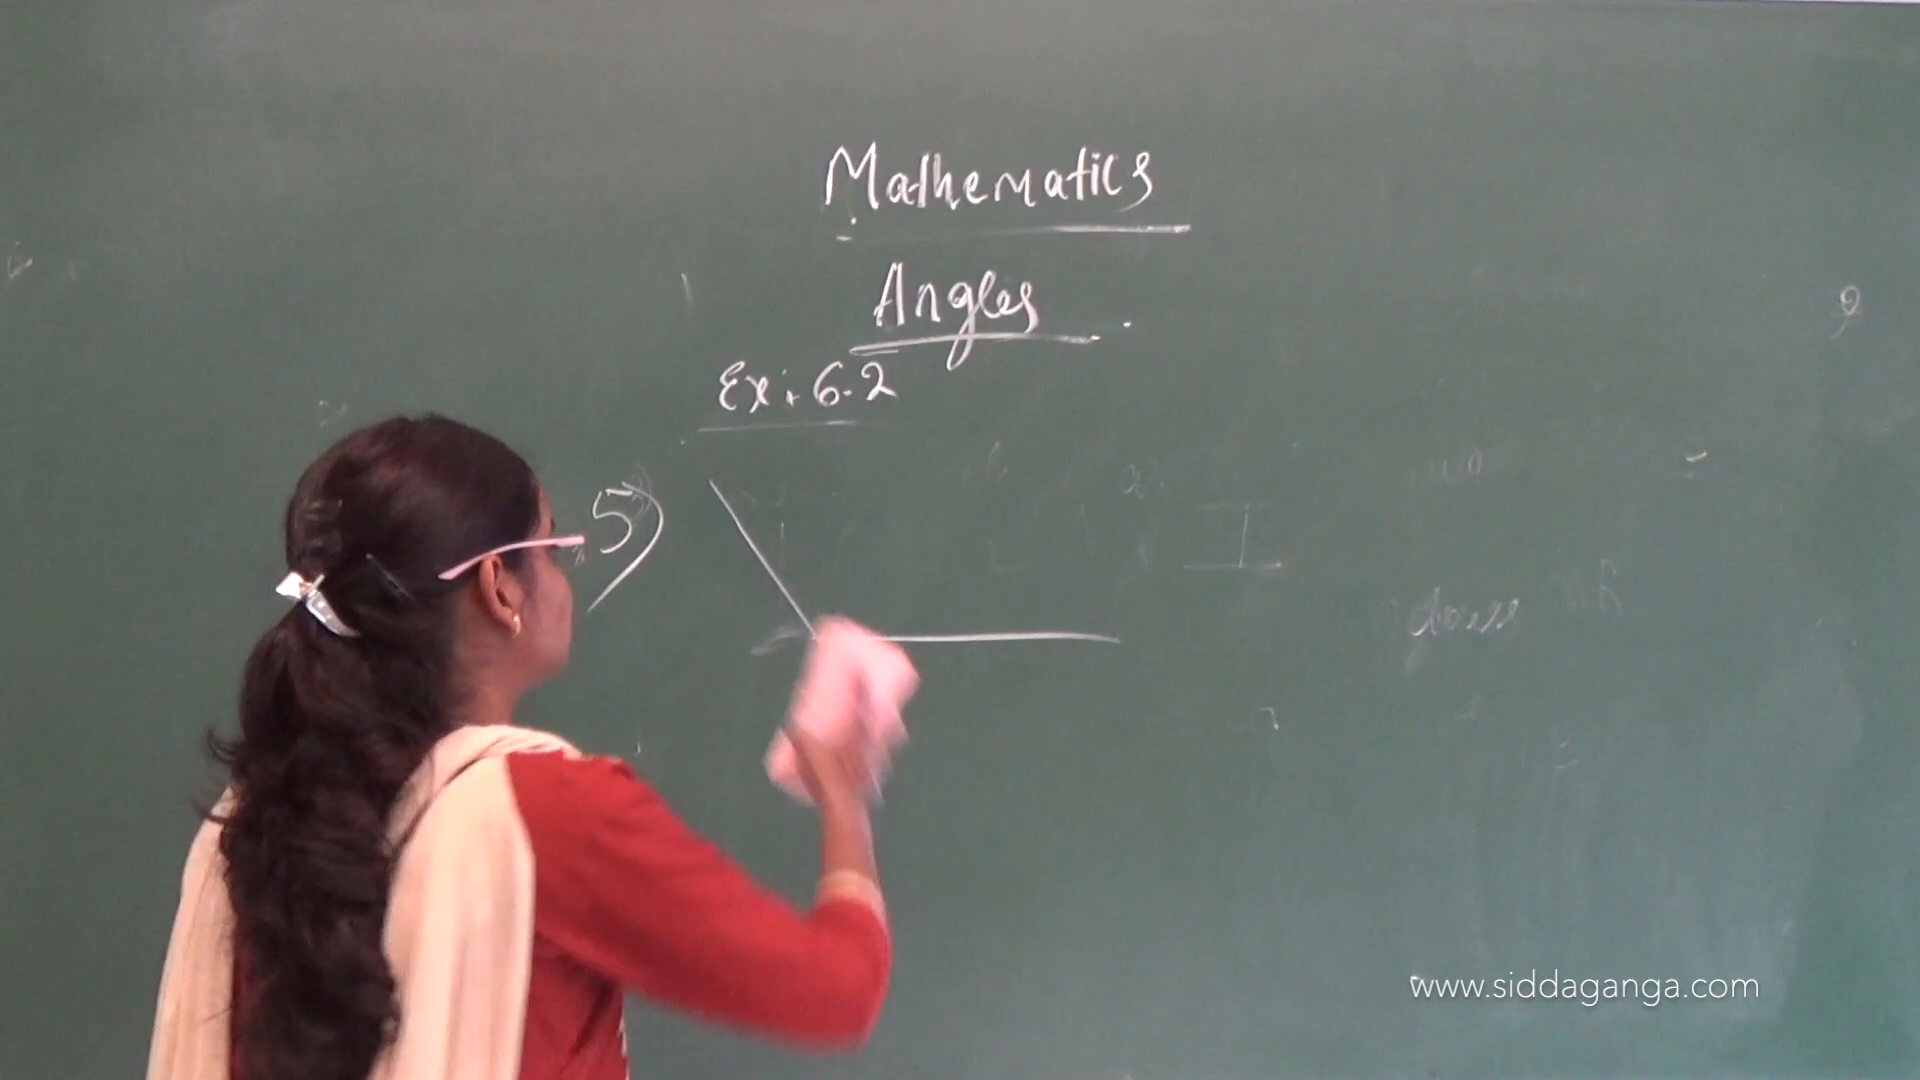 Mathematics
Angles
Ex: 6.2
5)
www.siddaganga.com